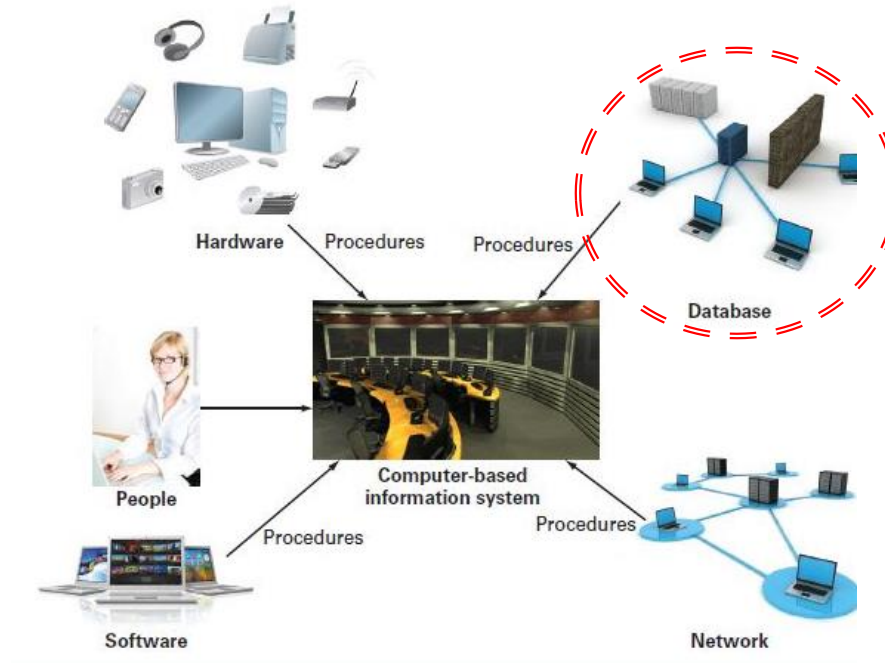 Hardware
Procedures
Procedures
Database
People
Computer-based
information system
Procedures
Procedures
Software
Network